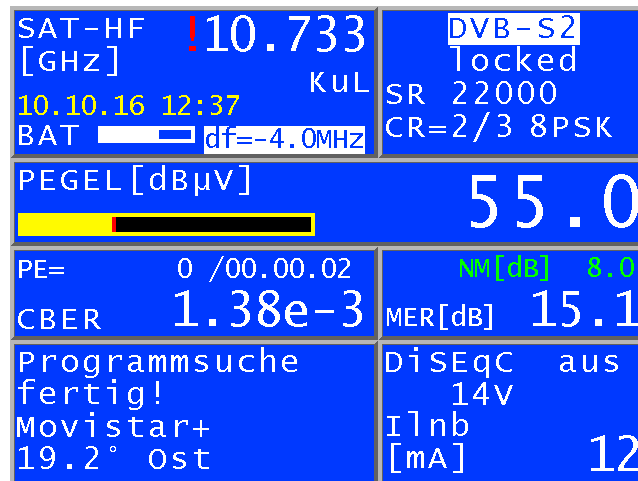 SAT-HF !10.733
[GHz]
KuL
10.10.16 12:37
BAT df=-4.0MHz
DVB-S2
locked
SR 22000
CR=2/3 8PSK
PEGEL[dBµV] 55.0
PE= 0 /00.00.02
CBER 1.38e-3
NM[dB] 8.0
MER[dB] 15.1
Programmsuche
fertig!
Movistar+
19.2° Ost
DiSEqC aus
14V
Ilnb
[mA] 12